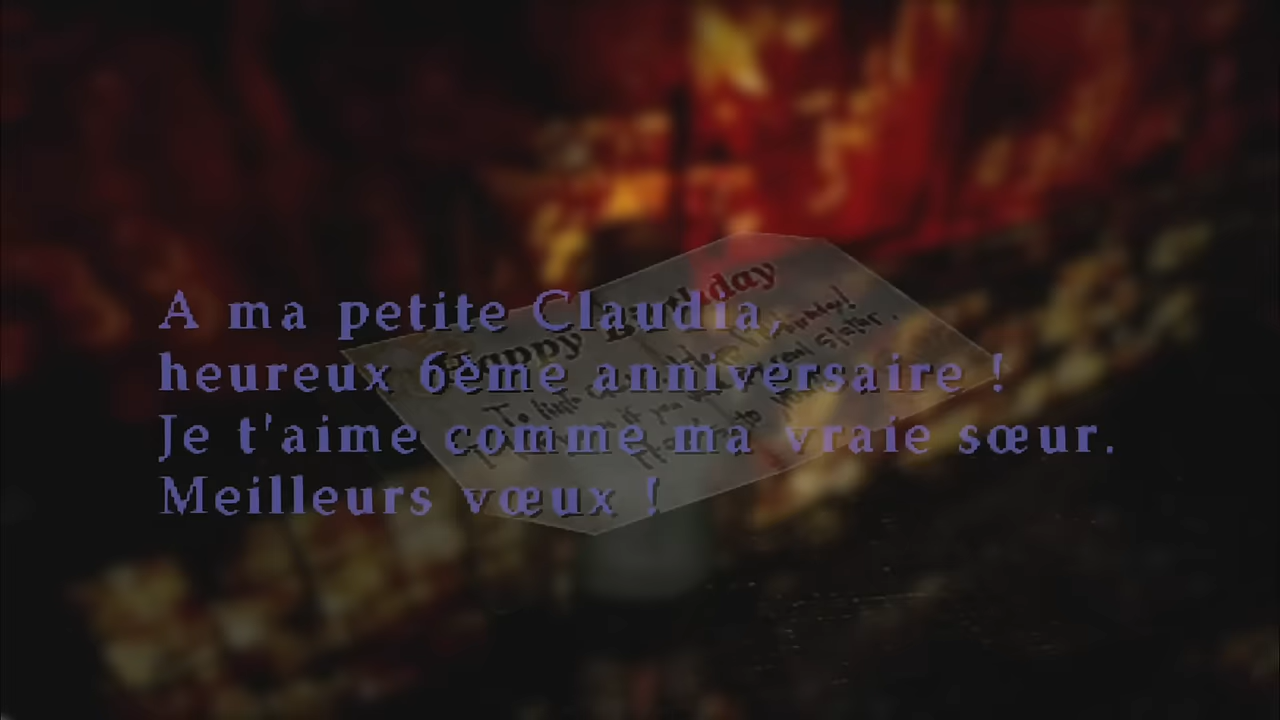 A ma petite Claudia,
heureux 6ème anniversaire !
Je t'aime comme ma vraie sœur.
Meilleurs vœux !
Happy Birthday